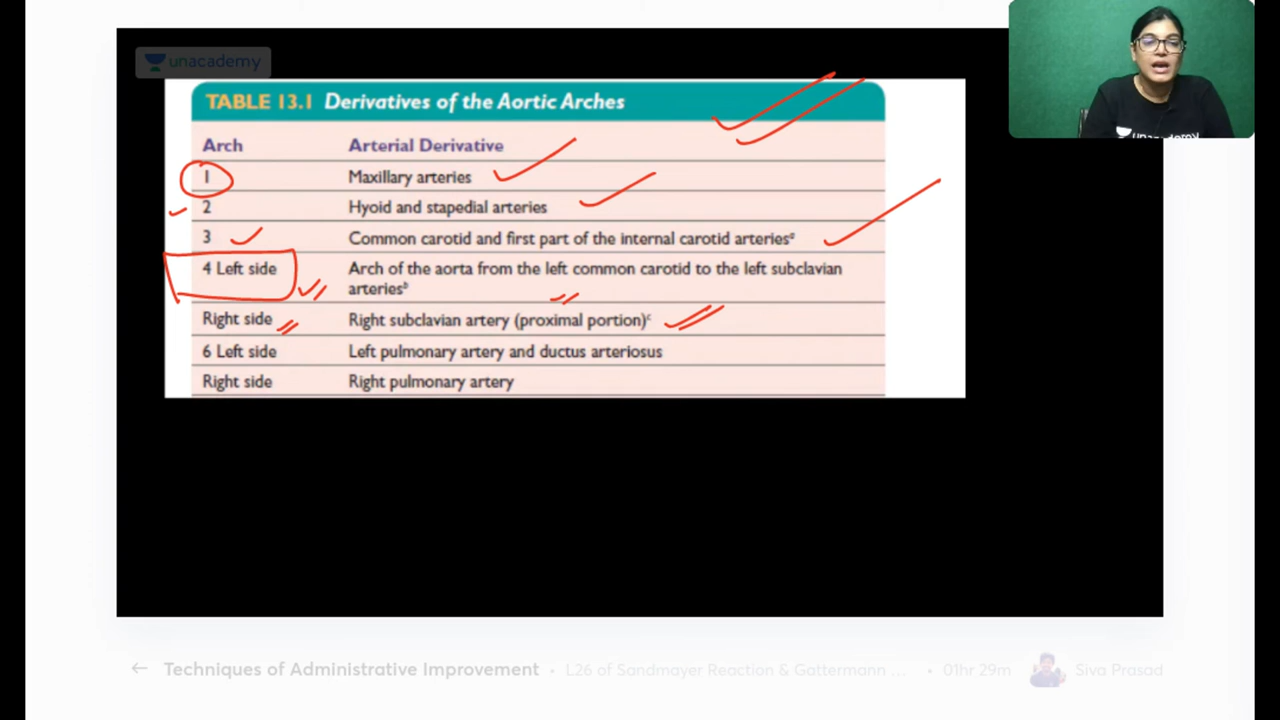 unacademy
TABLE 13.1 Derivatives of the Aortic Arches
Arch Arterial Derivative
1 Maxillary arteries
2 Hyoid and stapedial arteries
3 Common carotid and first part of the internal carotid arteriesᵃ
4 Left side Arch of the aorta from the left common carotid to the left subclavian
arteriesᵇ
Right side Right subclavian artery (proximal portion)ᶜ
6 Left side Left pulmonary artery and ductus arteriosus
Right side Right pulmonary artery
unacademy
Techniques of Administrative Improvement • L26 of Sandmayer Reaction & Gattermann ... • 01hr 29m Siva Prasad